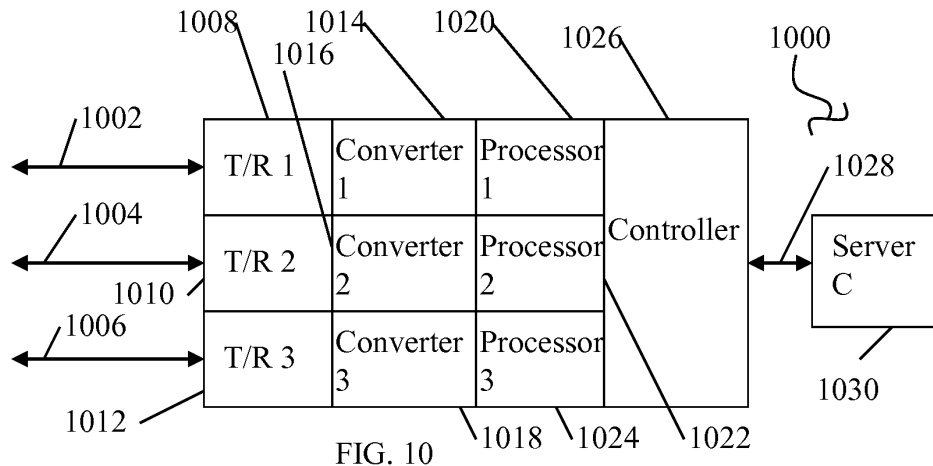 1008
1014
1020
1026
1000
1016
1002
T/R 1
Converter
1
Processor
1
1028
1004
T/R 2
Converter
2
Processor
2
Controller
Server
C
1010
1006
T/R 3
Converter
3
Processor
3
1030
1012
1018
1024
1022
FIG. 10